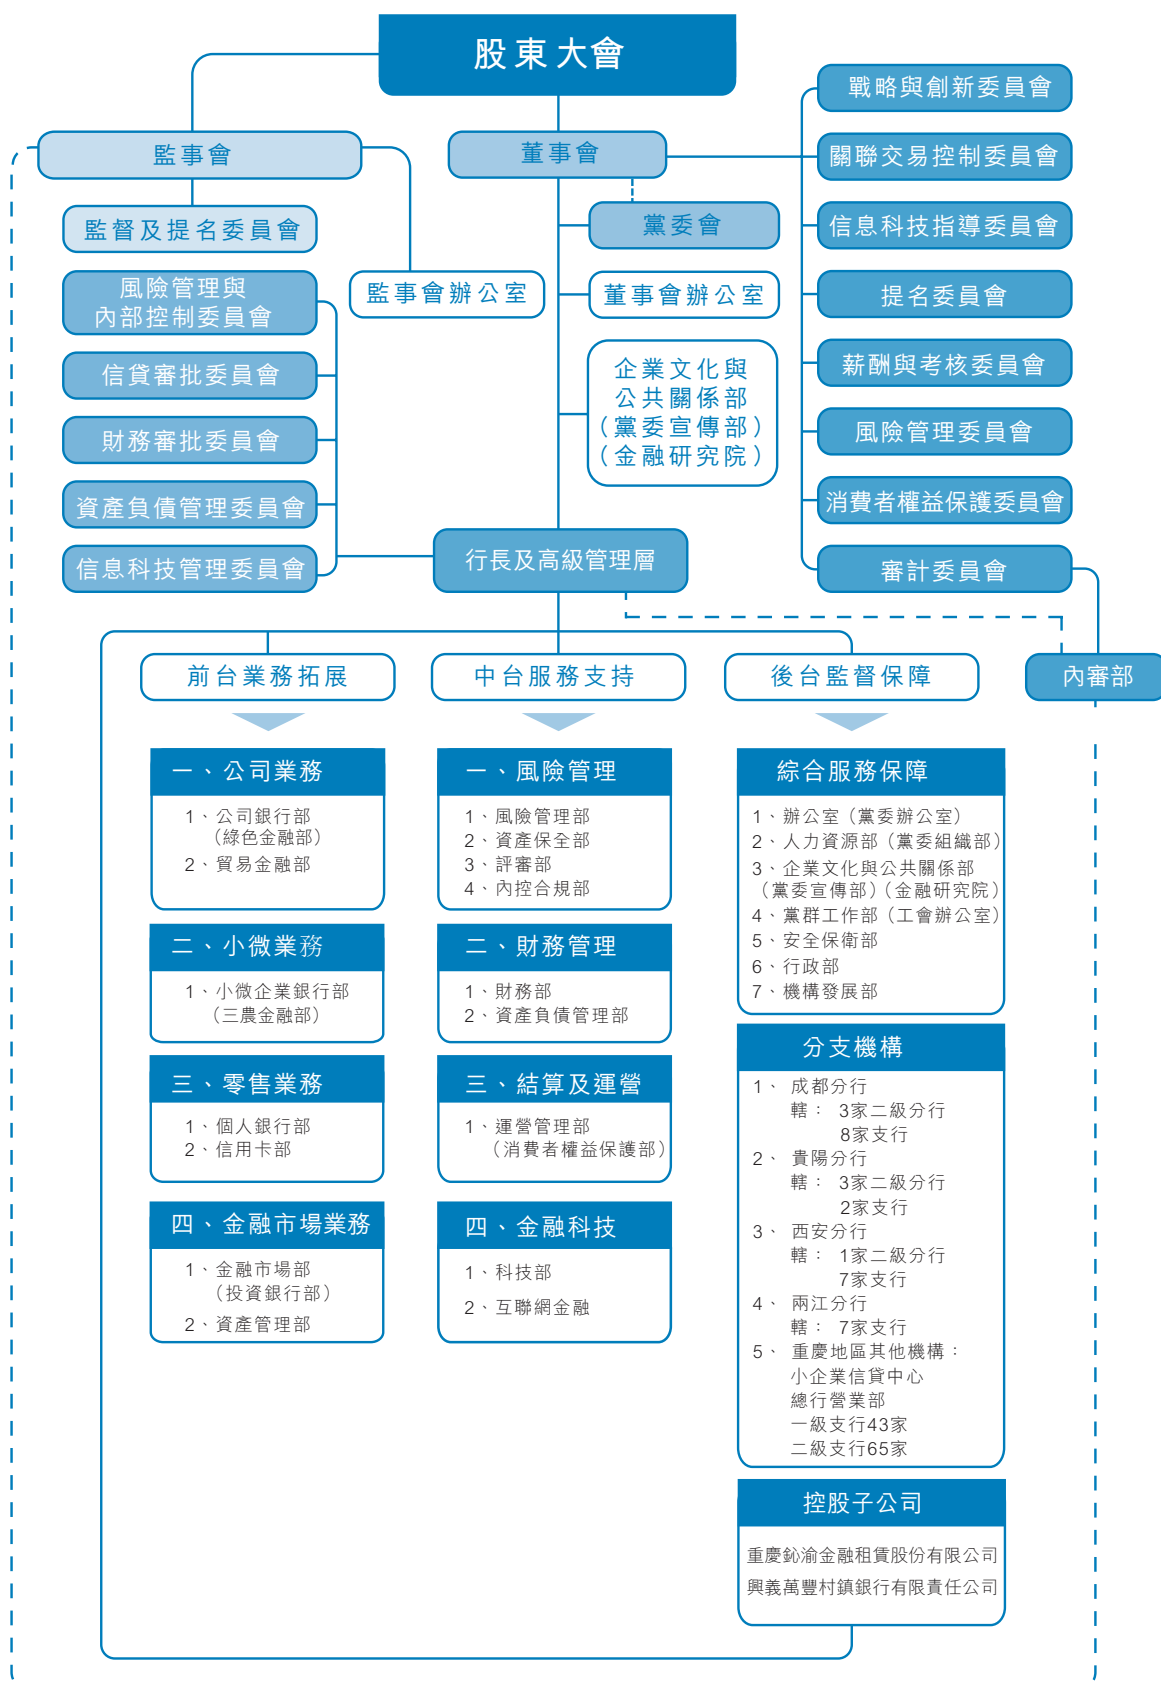 股東大會
監事會
董事會
監督及提名委員會
風險管理與
內部控制委員會
信貸審批委員會
財務審批委員會
資產負債管理委員會
信息科技管理委員會
監事會辦公室
黨委會
董事會辦公室
企業文化與
公共關係部
（黨委宣傳部）
（金融研究院）
行長及高級管理層
戰略與創新委員會
關聯交易控制委員會
信息科技指導委員會
提名委員會
薪酬與考核委員會
風險管理委員會
消費者權益保護委員會
審計委員會
內審部
前台業務拓展
一、公司業務
1、公司銀行部
（綠色金融部）
2、貿易金融部
二、小微業務
1、小微企業銀行部
（三農金融部）
三、零售業務
1、個人銀行部
2、信用卡部
四、金融市場業務
1、金融市場部
（投資銀行部）
2、資產管理部
中台服務支持
一、風險管理
1、風險管理部
2、資產保全部
3、評審部
4、內控合規部
二、財務管理
1、財務部
2、資產負債管理部
三、結算及運營
1、運營管理部
（消費者權益保護部）
四、金融科技
1、科技部
2、互聯網金融
後台監督保障
綜合服務保障
1、辦公室（黨委辦公室）
2、人力資源部（黨委組織部）
3、企業文化與公共關係部
（黨委宣傳部）（金融研究院）
4、黨群工作部（工會辦公室）
5、安全保衛部
6、行政部
7、機構發展部
分支機構
1、 成都分行
轄： 3家二級分行
8家支行
2、 貴陽分行
轄： 3家二級分行
2家支行
3、 西安分行
轄： 1家二級分行
7家支行
4、 兩江分行
轄： 7家支行
5、 重慶地區其他機構：
小企業信貸中心
總行營業部
一級支行43家
二級支行65家
控股子公司
重慶鈊渝金融租賃股份有限公司
興義萬豐村鎮銀行有限責任公司